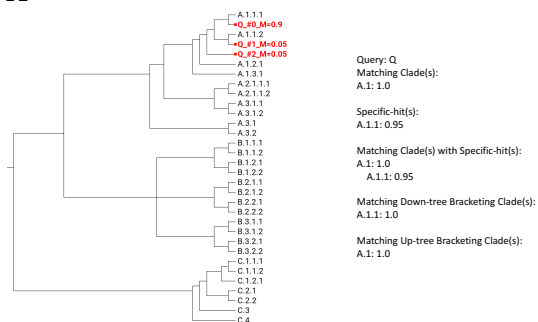 A.1.1.1
Q_#0_M=0.9
A.1.1.2
Q_#1_M=0.05
Q_#2_M=0.05
A.1.2.1
A.1.3.1
A.2.1.1.1
A.2.1.1.2
A.3.1.1
A.3.1.2
A.3.1
A.3.2
B.1.1.1
B.1.1.2
B.1.2.1
B.1.2.2
B.2.1.1
B.2.1.2
B.2.2.1
B.2.2.2
B.3.1.1
B.3.1.2
B.3.2.1
B.3.2.2
C.1.1.1
C.1.1.2
C.1.2.1
C.2.1
C.2.2
C.3
C.4
Query: Q
Matching Clade(s):
A.1: 1.0
Specific-hit(s):
A.1.1: 0.95
Matching Clade(s) with Specific-hit(s):
A.1: 1.0
A.1.1: 0.95
Matching Down-tree Bracketing Clade(s):
A.1.1: 1.0
Matching Up-tree Bracketing Clade(s):
A.1: 1.0